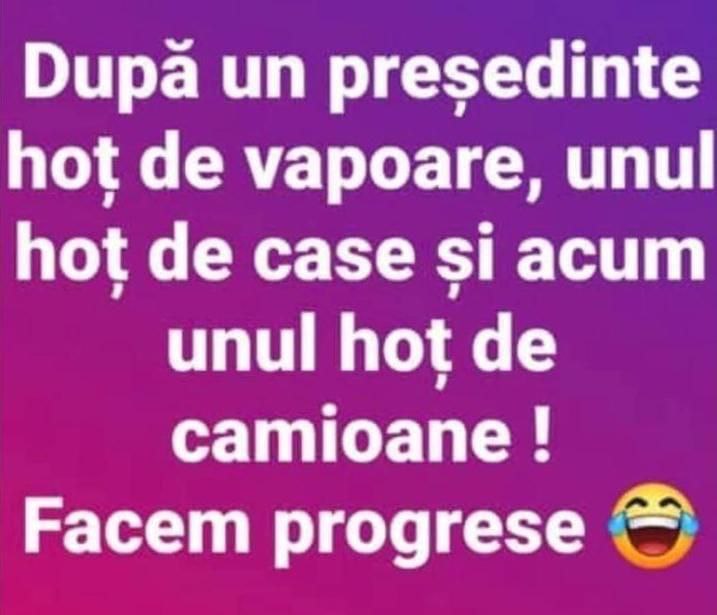 După un președinte
hoț de vapoare, unul
hoț de case și acum
unul hoț de
camioane !
Facem progrese 😂